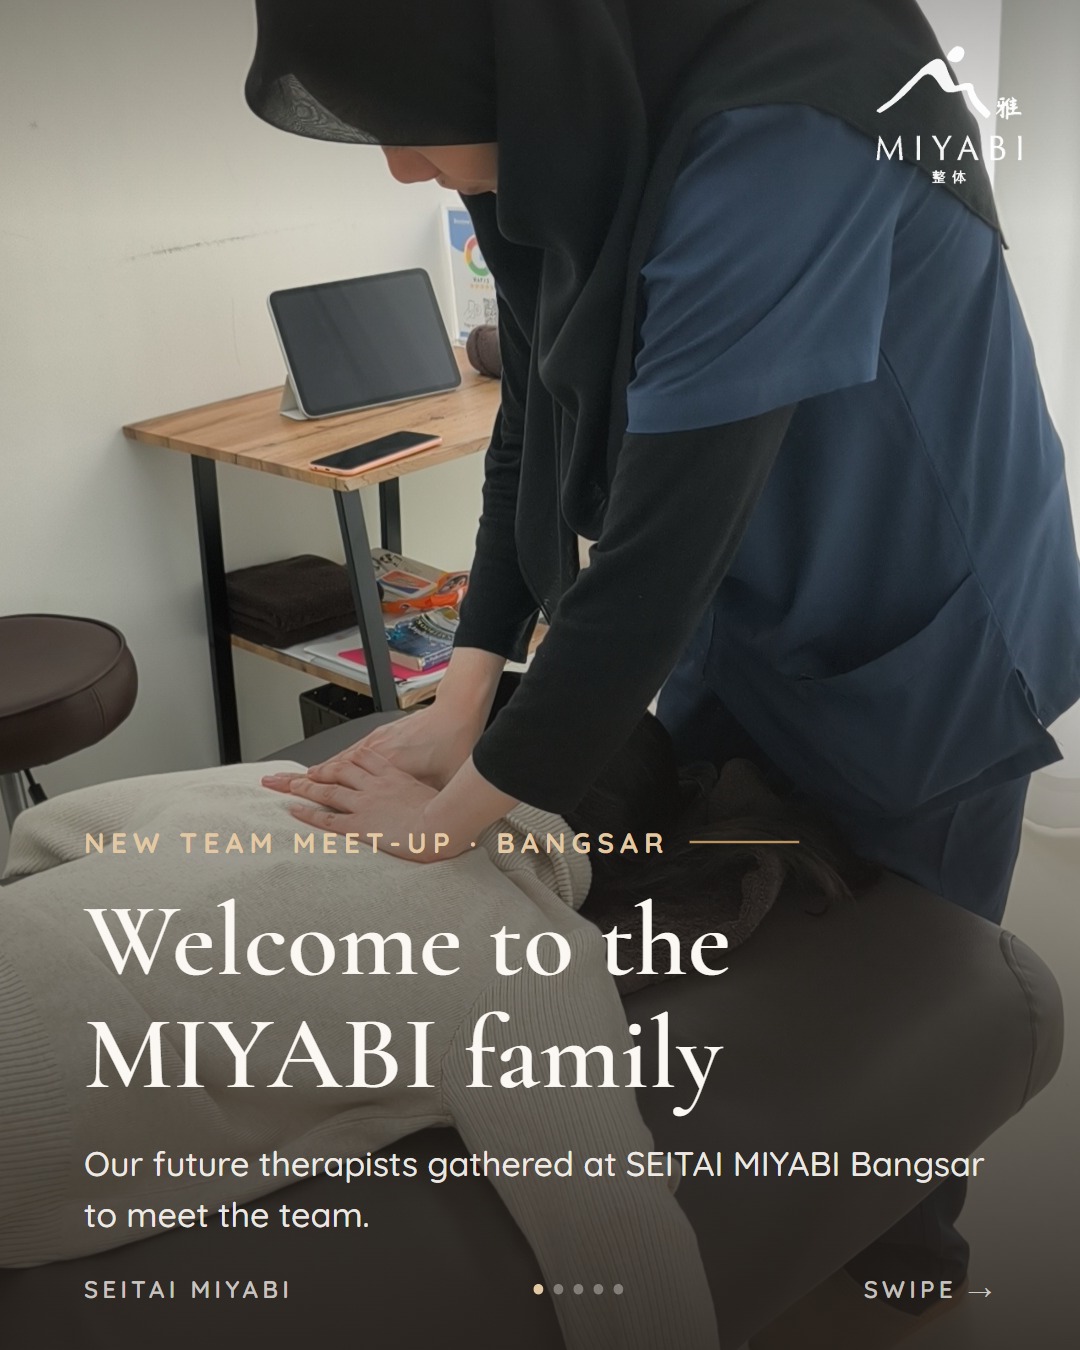 雅
MIYABI
整体
NEW TEAM MEET-UP · BANGSAR
Welcome to the
MIYABI family
Our future therapists gathered at SEITAI MIYABI Bangsar
to meet the team.
SEITAI MIYABI
SWIPE →